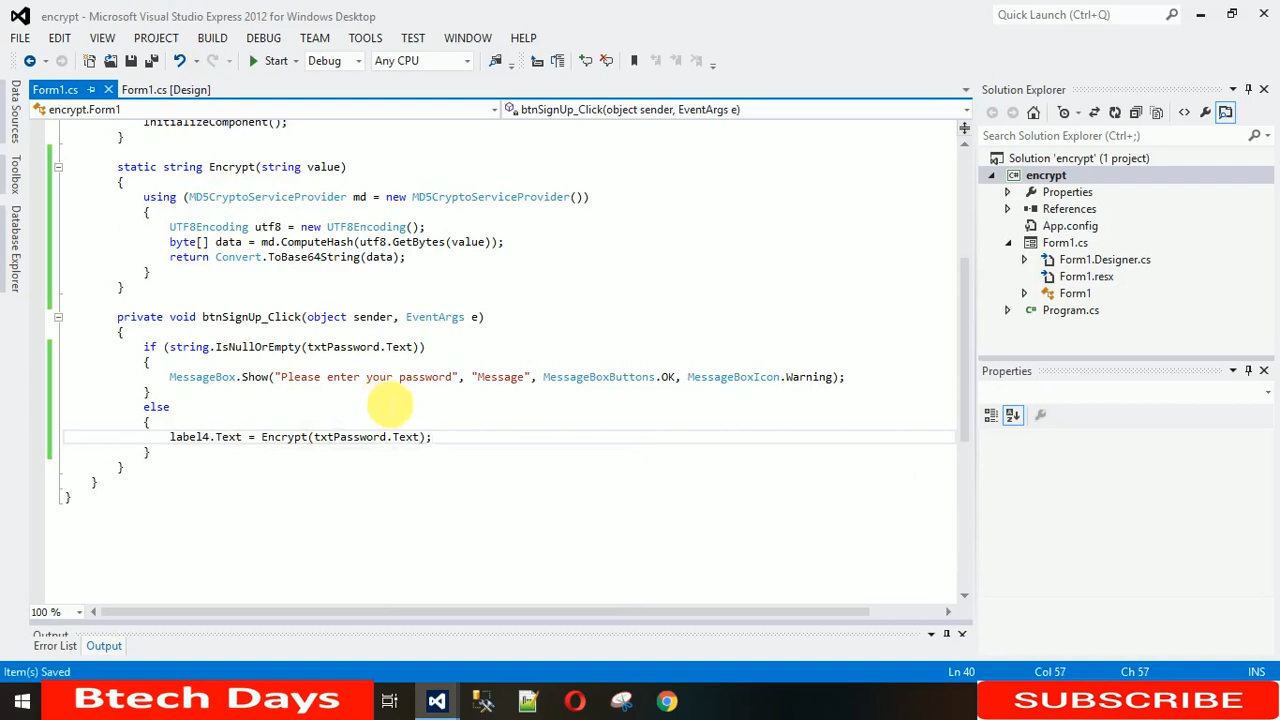 encrypt - Microsoft Visual Studio Express 2012 for Windows Desktop
Quick Launch (Ctrl+Q)
FILE EDIT VIEW PROJECT BUILD DEBUG TEAM TOOLS TEST WINDOW HELP
Start Debug Any CPU
Data Sources
Toolbox
Database Explorer
Form1.cs Form1.cs [Design]
encrypt.Form1 btnSignUp_Click(object sender, EventArgs e)
InitializeComponent();
}
static string Encrypt(string value)
{
using (MD5CryptoServiceProvider md = new MD5CryptoServiceProvider())
{
UTF8Encoding utf8 = new UTF8Encoding();
byte[] data = md.ComputeHash(utf8.GetBytes(value));
return Convert.ToBase64String(data);
}
}
private void btnSignUp_Click(object sender, EventArgs e)
{
if (string.IsNullOrEmpty(txtPassword.Text))
{
MessageBox.Show("Please enter your password", "Message", MessageBoxButtons.OK, MessageBoxIcon.Warning);
}
else
{
label4.Text = Encrypt(txtPassword.Text);
}
}
}
}
100 %
Output
Error List Output
Solution Explorer
Search Solution Explorer (Ctrl+;)
Solution 'encrypt' (1 project)
encrypt
Properties
References
App.config
Form1.cs
Form1.Designer.cs
Form1.resx
Form1
Program.cs
Properties
Item(s) Saved Ln 40 Col 57 Ch 57 INS
Btech Days
SUBSCRIBE